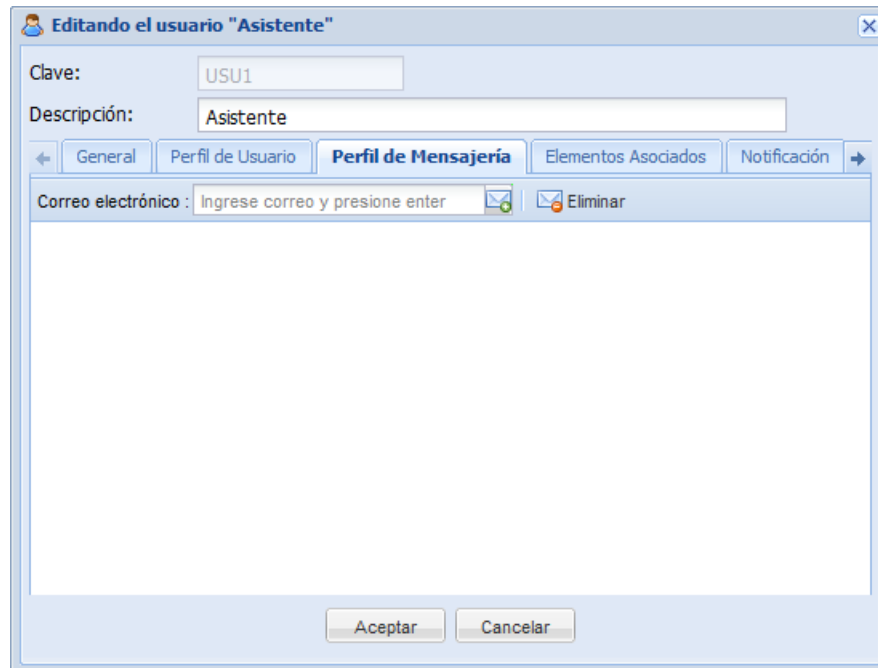 Editando el usuario "Asistente"
Clave: USU1
Descripción: Asistente
General Perfil de Usuario Perfil de Mensajería Elementos Asociados Notificación
Correo electrónico : Ingrese correo y presione enter Eliminar
Aceptar Cancelar